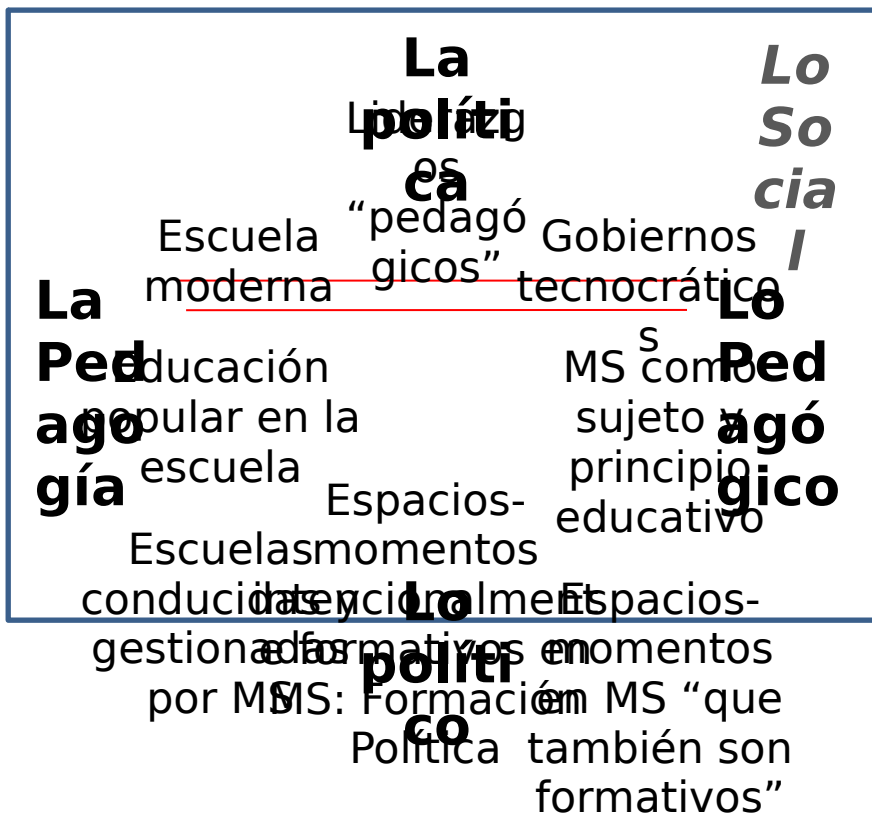 La
políti
ca
Lo
So
cia
l
Liderazg
os
“pedagó
gicos”
Escuela
moderna
Gobiernos
tecnocrático
s
La
Ped
ago
gía
Lo
Ped
agó
gico
Educación
popular en la
escuela
MS como
sujeto y
principio
educativo
Escuelas
conducidas y
gestionadas
por MS
Espacios-
momentos
intencionalment
e formativos en
MS: Formación
Política
Lo
políti
co
Espacios-
momentos
en MS “que
también son
formativos”